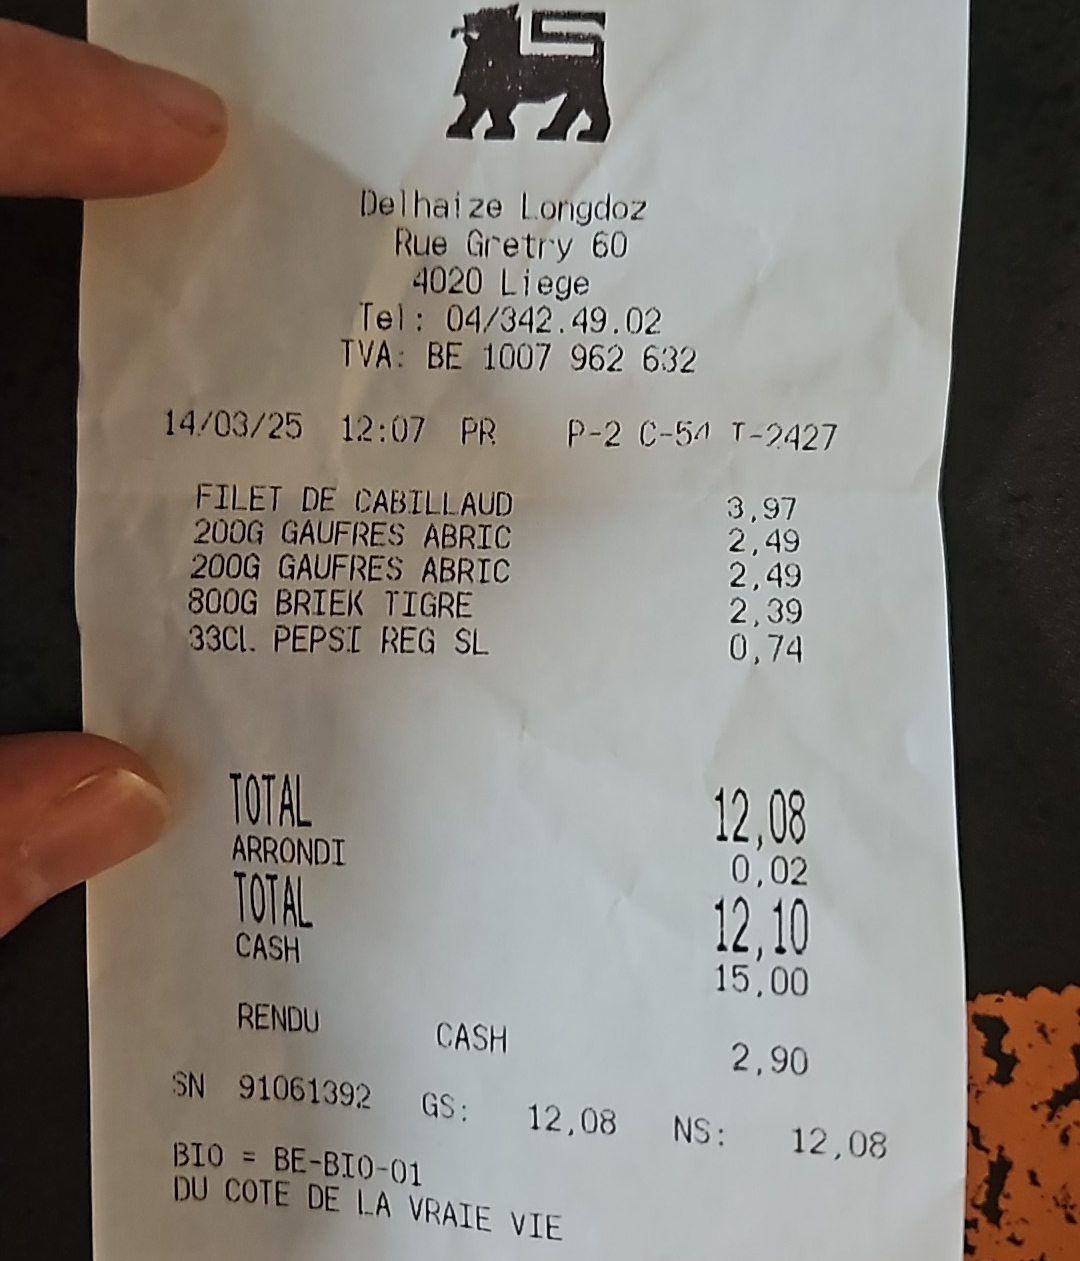 Delhaize Longdoz
Rue Gretry 60
4020 Liege
Tel: 04/342.49.02
TVA: BE 1007 962 632
14/03/25 12:07 PR P-2 C-54 T-2427
FILET DE CABILLAUD 3,97
200G GAUFRES ABRIC 2,49
200G GAUFRES ABRIC 2,49
800G BRIEK TIGRE 2,39
33CL PEPSI REG SL 0,74
TOTAL 12,08
ARRONDI 0,02
TOTAL 12,10
CASH 15,00
RENDU CASH 2,90
SN 91061392 GS: 12,08 NS: 12,08
BIO = BE-BIO-01
DU COTE DE LA VRAIE VIE